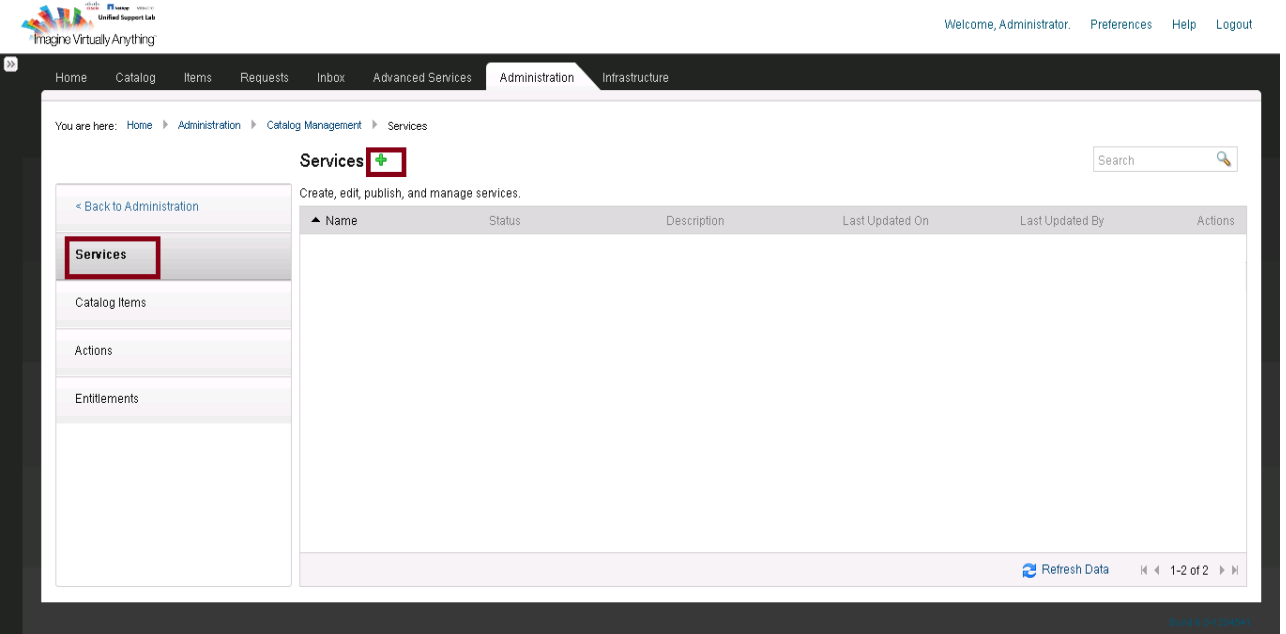 Unified Support Lab
Imagine Virtually Anything
Welcome, Administrator. Preferences Help Logout
Home Catalog Items Requests Inbox Advanced Services Administration Infrastructure
You are here: Home Administration Catalog Management Services
Services
Search
Create, edit, publish, and manage services.
< Back to Administration
Name Status Description Last Updated On Last Updated By Actions
Services
Catalog Items
Actions
Entitlements
Refresh Data 1-2 of 2